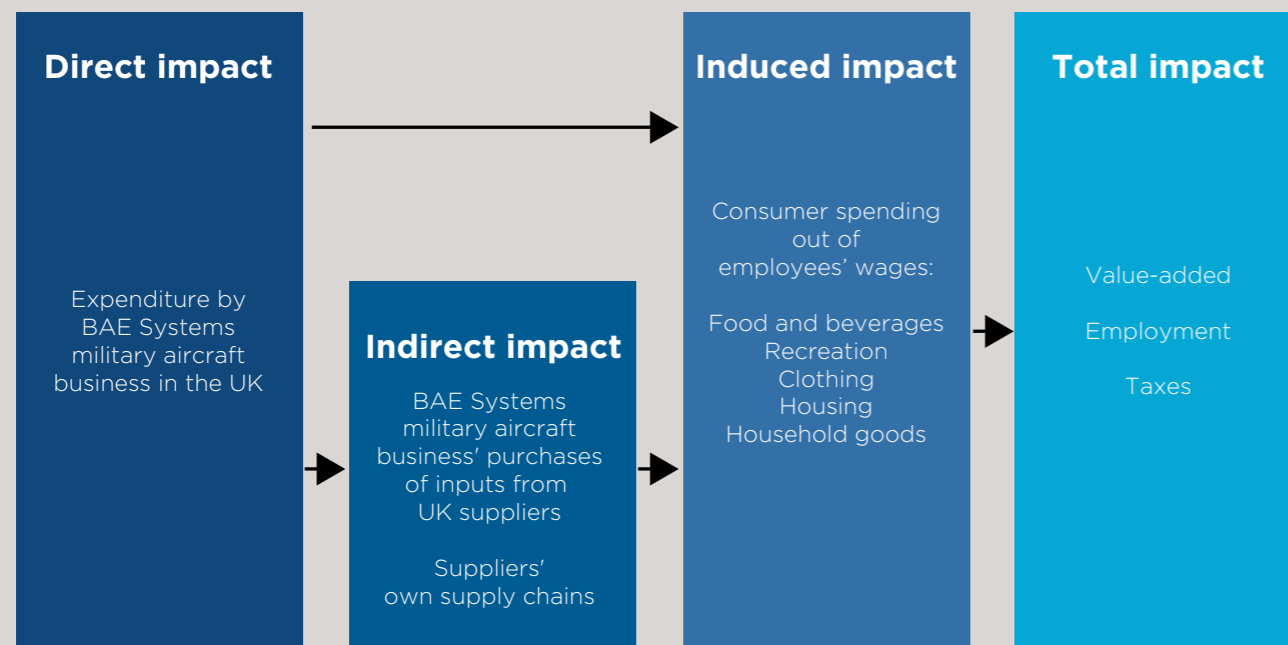 Direct impact
Expenditure by
BAE Systems
military aircraft
business in the UK
Indirect impact
BAE Systems
military aircraft
business' purchases
of inputs from
UK suppliers
Suppliers'
own supply chains
Induced impact
Consumer spending
out of
employees’ wages:
Food and beverages
Recreation
Clothing
Housing
Household goods
Total impact
Value-added
Employment
Taxes